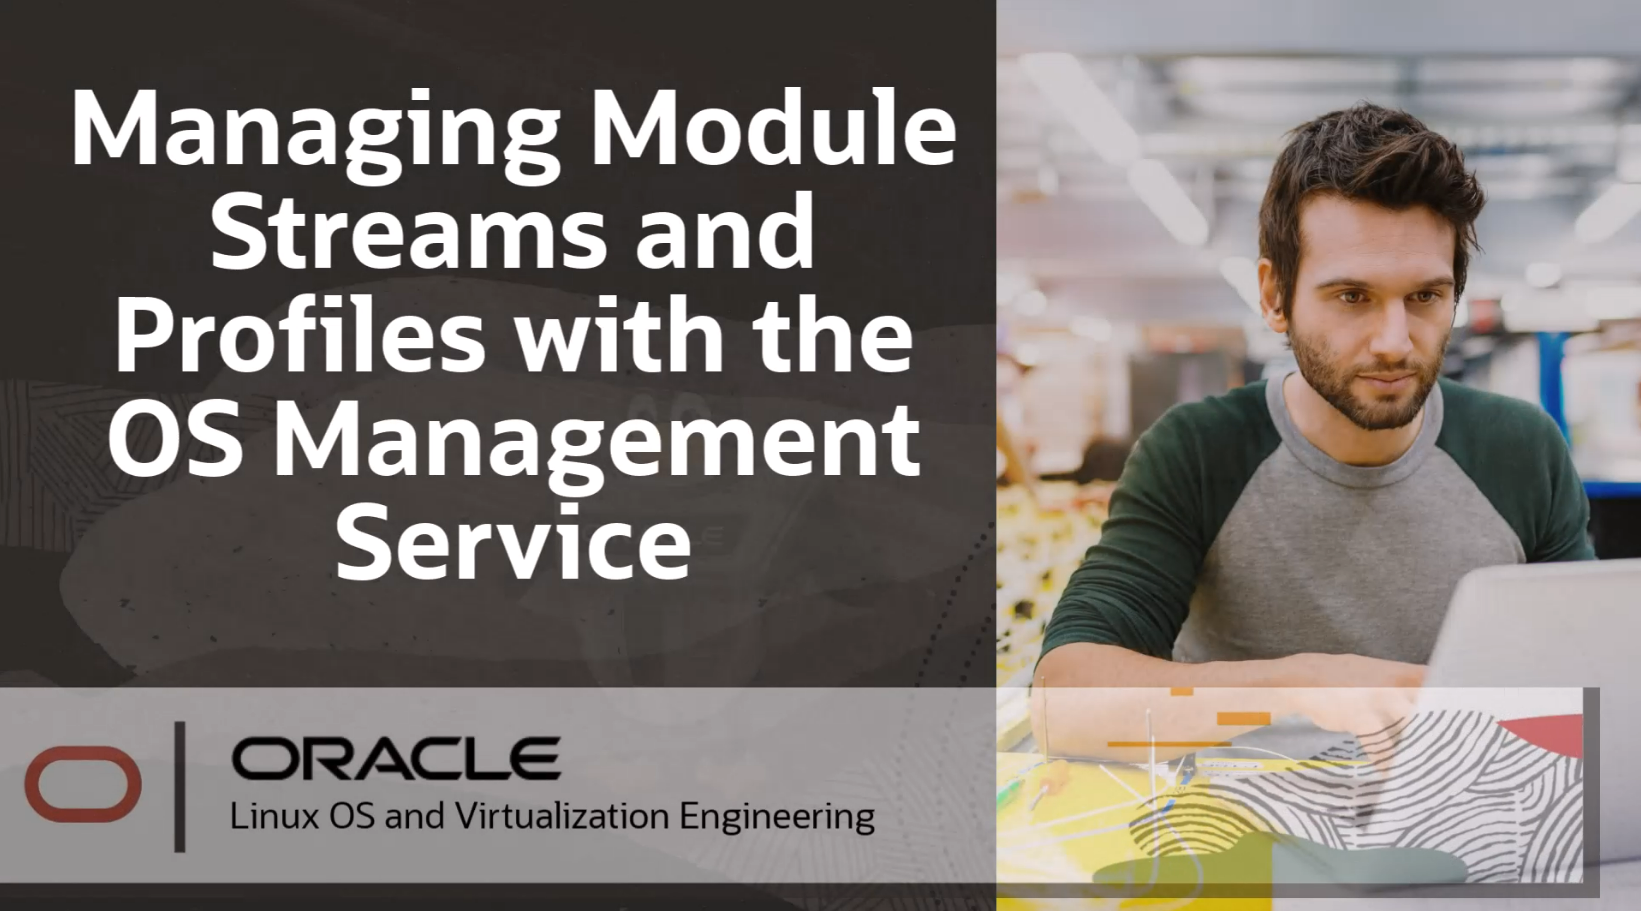 Managing Module
Streams and
Profiles with the
OS Management
Service
ORACLE
Linux OS and Virtualization Engineering